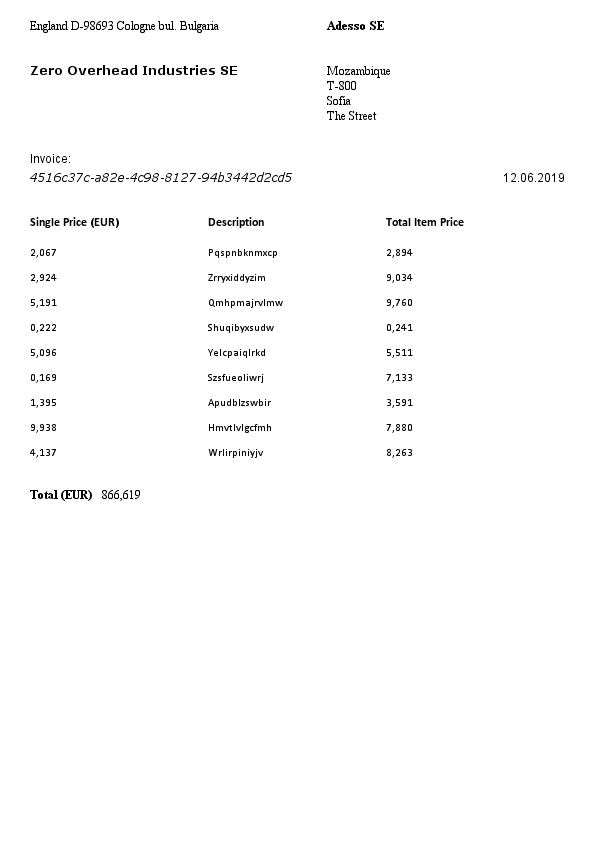 England D-98693 Cologne bul. Bulgaria Adesso SE
Zero Overhead Industries SE Mozambique
T-800
Sofia
The Street
Invoice:
4516c37c-a82e-4c98-8127-94b3442d2cd5 12.06.2019
Single Price (EUR) Description Total Item Price
2,067 Pqspnbknmxcp 2,894
2,924 Zrryxiddyzim 9,034
5,191 Qmhpmajrvlmw 9,760
0,222 Shuqibyxsudw 0,241
5,096 Yelcpaiqlrkd 5,511
0,169 Szsfueoliwrj 7,133
1,395 Apudblzswbir 3,591
9,938 Hmvtlvlgcfmh 7,880
4,137 Wrlirpiniyjv 8,263
Total (EUR) 866,619